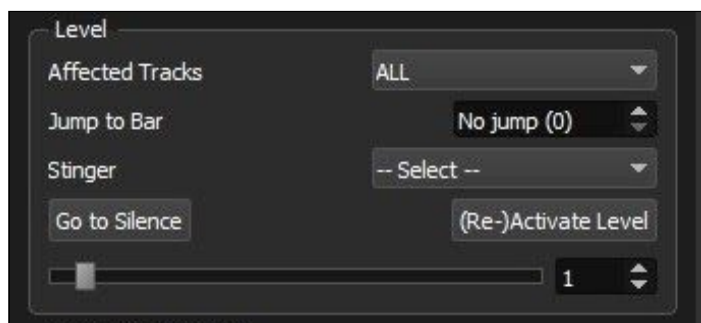 Level
Affected Tracks ALL
Jump to Bar No jump (0)
Stinger -- Select --
Go to Silence (Re-)Activate Level
1